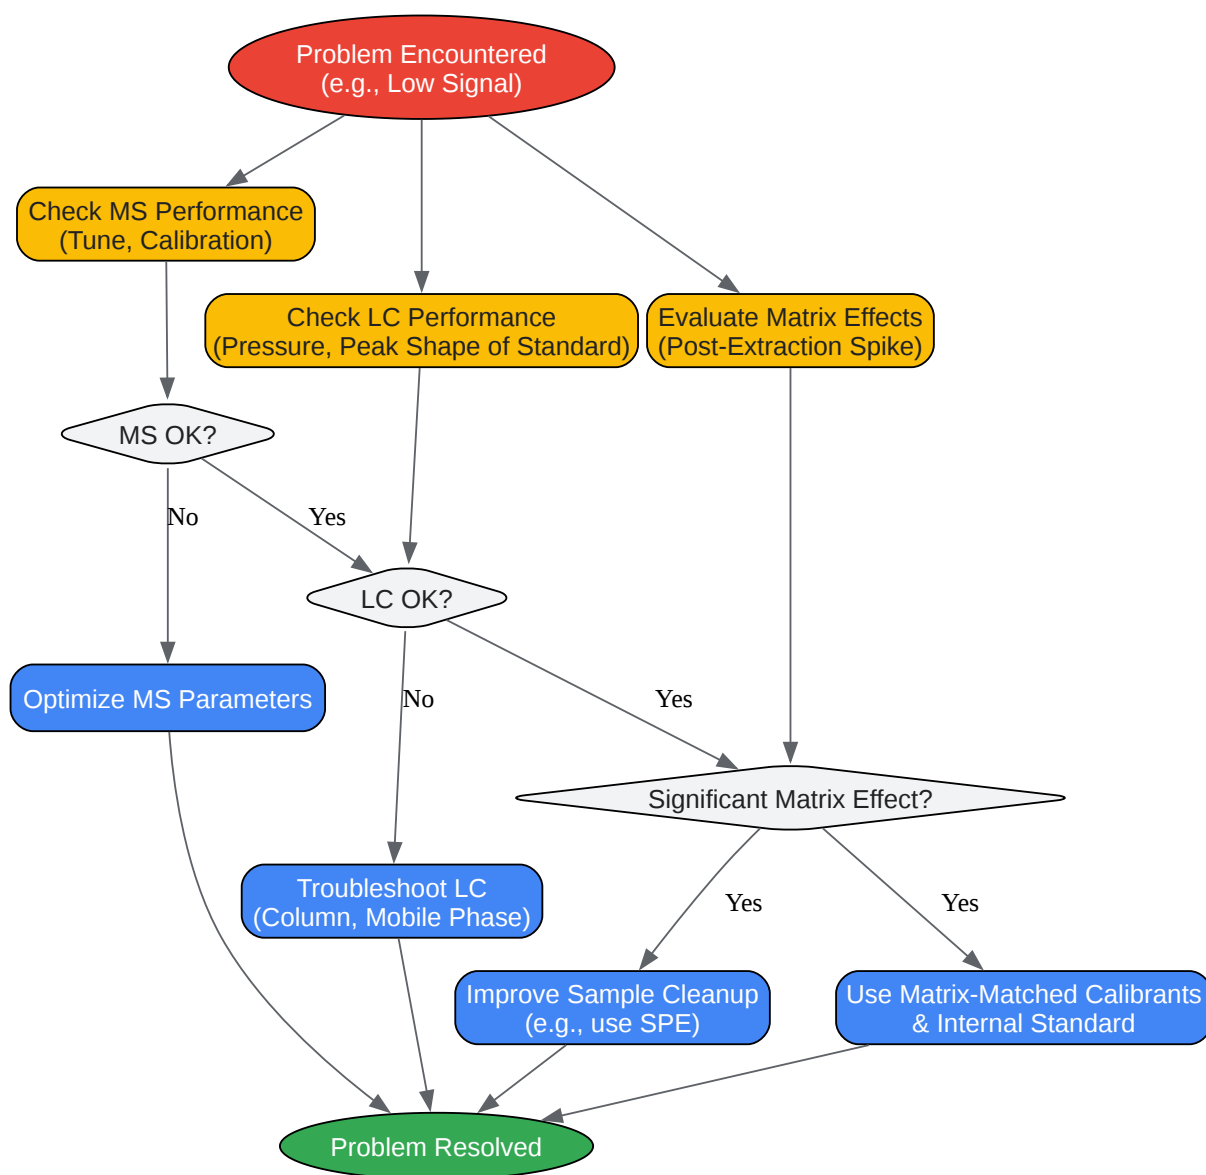 Problem Encountered
(e.g., Low Signal)
Check MS Performance
(Tune, Calibration)
Check LC Performance
(Pressure, Peak Shape of Standard)
Evaluate Matrix Effects
(Post-Extraction Spike)
MS OK?
No
Yes
LC OK?
Optimize MS Parameters
No
Yes
Significant Matrix Effect?
Troubleshoot LC
(Column, Mobile Phase)
Yes
Yes
Improve Sample Cleanup
(e.g., use SPE)
Use Matrix-Matched Calibrants
& Internal Standard
Problem Resolved